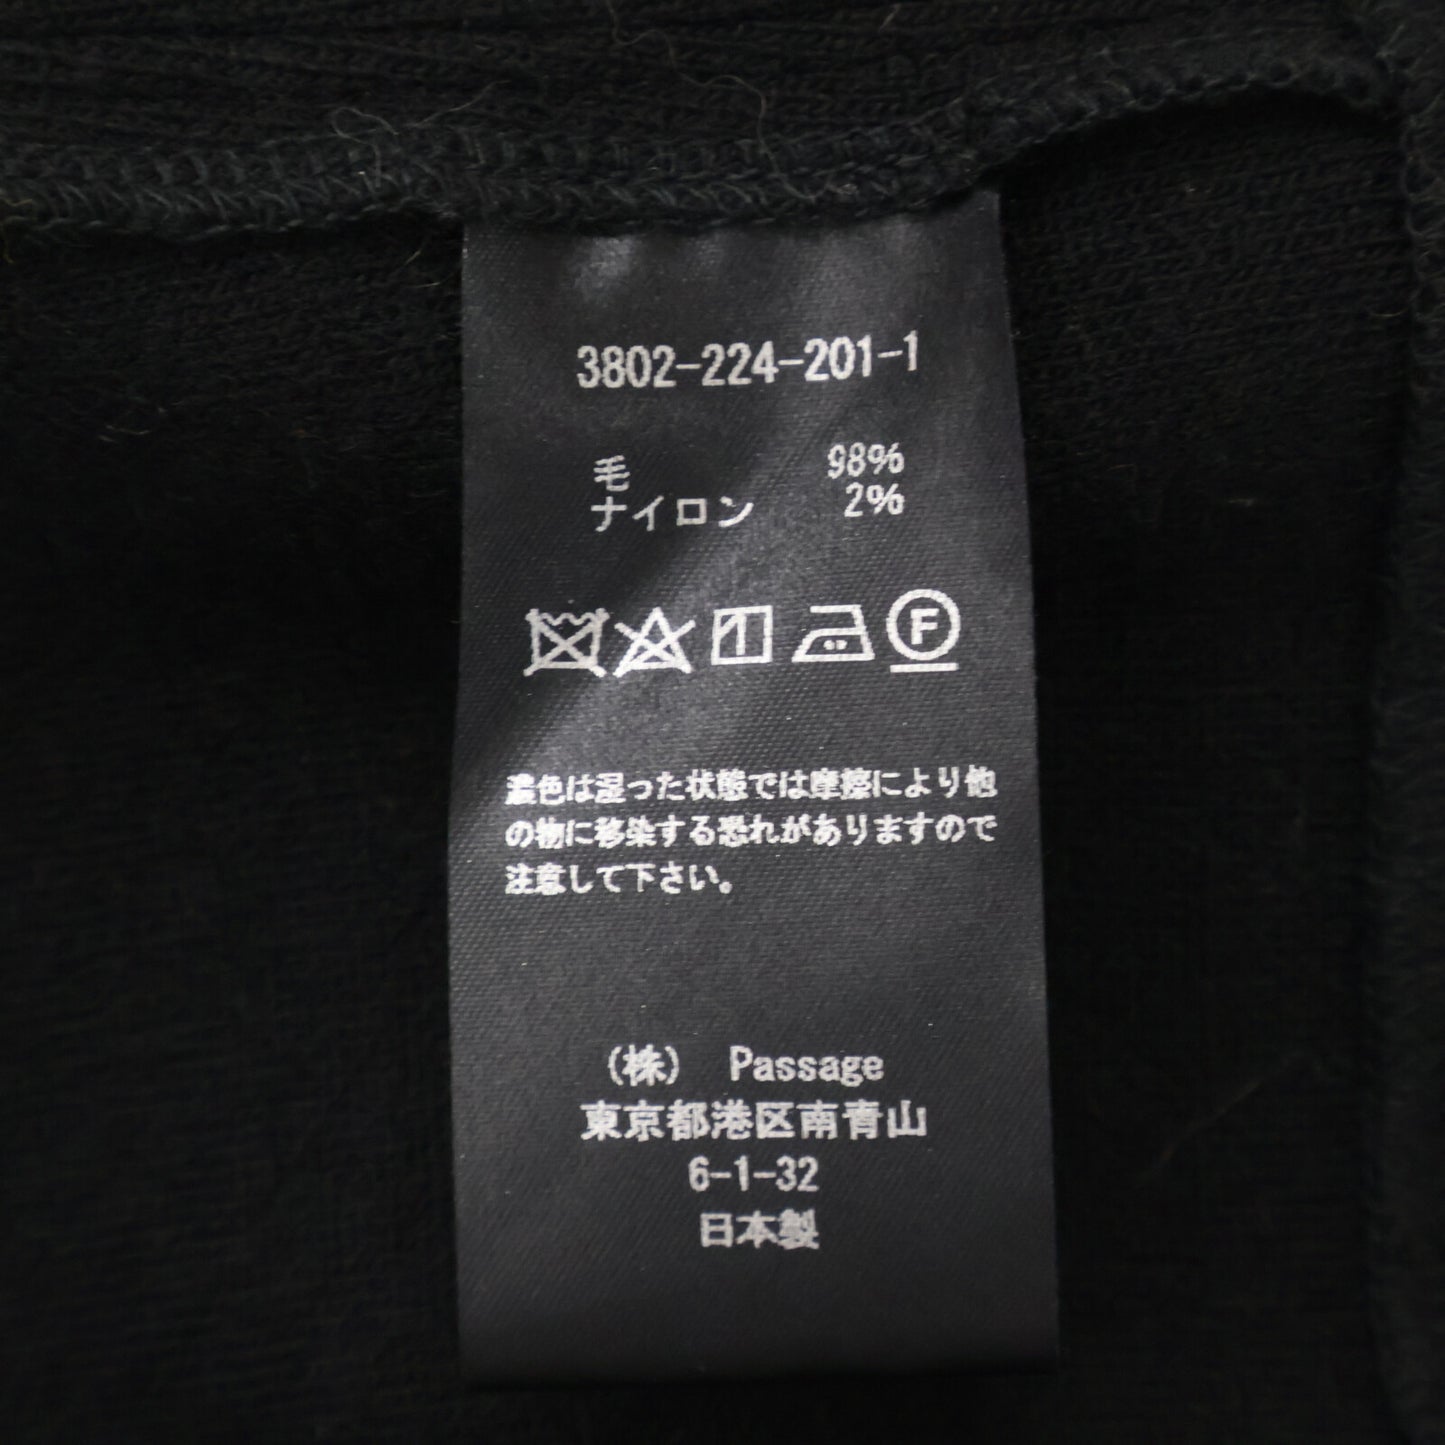 3802-224-201-1
毛 98%
ナイロン 2%
F
濃色は湿った状態では摩擦により他
の物に移染する恐れがありますので
注意して下さい。
(株) Passage
東京都港区南青山
6-1-32
日本製